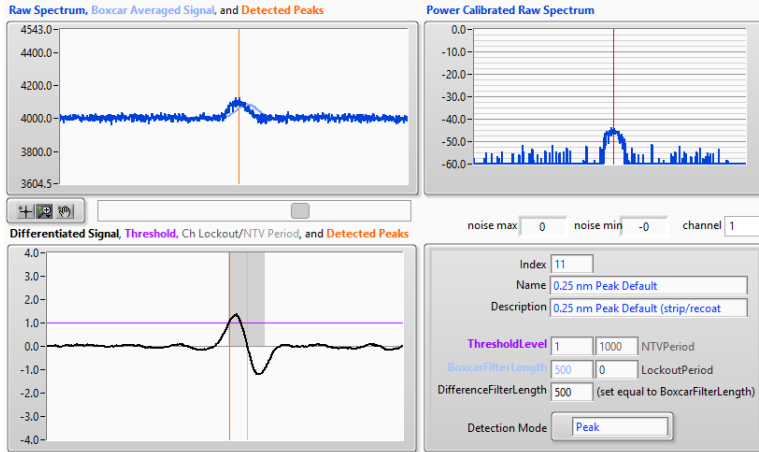 Raw Spectrum, Boxcar Averaged Signal, and Detected Peaks
4543.0
4400.0
4200.0
4000.0
3800.0
3604.5
Power Calibrated Raw Spectrum
0.0
-10.0
-20.0
-30.0
-40.0
-50.0
-60.0
noise max 0 noise min -0 channel 1
Differentiated Signal, Threshold, Ch Lockout/NTV Period, and Detected Peaks
4.0
3.0
2.0
1.0
0.0
-1.0
-2.0
-3.0
-4.0
Index 11
Name 0.25 nm Peak Default
Description 0.25 nm Peak Default (strip/recoat
ThresholdLevel 1 1000 NTVPeriod
BoxcarFilterLength 500 0 LockoutPeriod
DifferenceFilterLength 500 (set equal to BoxcarFilterLength)
Detection Mode Peak